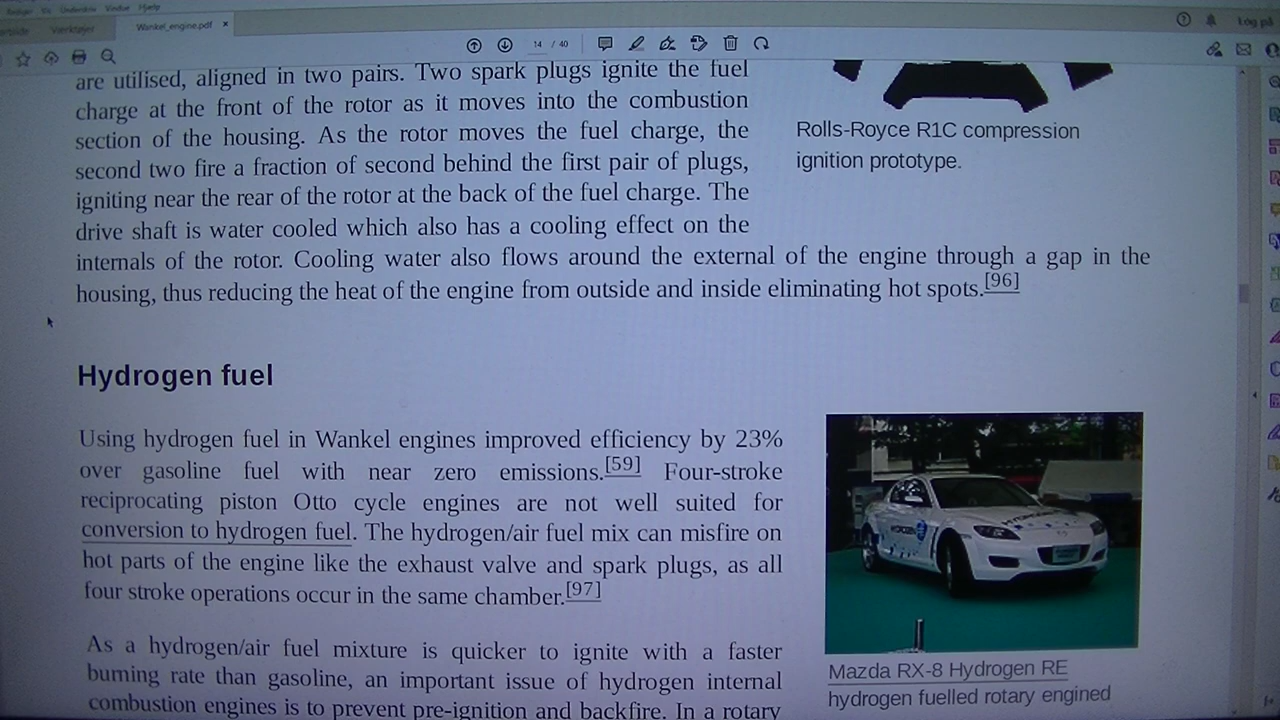 Rediger Vis Underskriv Vindue Hjælp
Værktøjer
Wankel_engine.pdf ×
Log på
14 / 40
are utilised, aligned in two pairs. Two spark plugs ignite the fuel
charge at the front of the rotor as it moves into the combustion
section of the housing. As the rotor moves the fuel charge, the
second two fire a fraction of second behind the first pair of plugs,
igniting near the rear of the rotor at the back of the fuel charge. The
drive shaft is water cooled which also has a cooling effect on the
internals of the rotor. Cooling water also flows around the external of the engine through a gap in the
housing, thus reducing the heat of the engine from outside and inside eliminating hot spots.[96]
Rolls-Royce R1C compression
ignition prototype.
Hydrogen fuel
Using hydrogen fuel in Wankel engines improved efficiency by 23%
over gasoline fuel with near zero emissions.[59] Four-stroke
reciprocating piston Otto cycle engines are not well suited for
conversion to hydrogen fuel. The hydrogen/air fuel mix can misfire on
hot parts of the engine like the exhaust valve and spark plugs, as all
four stroke operations occur in the same chamber.[97]
As a hydrogen/air fuel mixture is quicker to ignite with a faster
burning rate than gasoline, an important issue of hydrogen internal
combustion engines is to prevent pre-ignition and backfire. In a rotary
HYDROGEN
Mazda RX-8 Hydrogen RE
hydrogen fuelled rotary engined